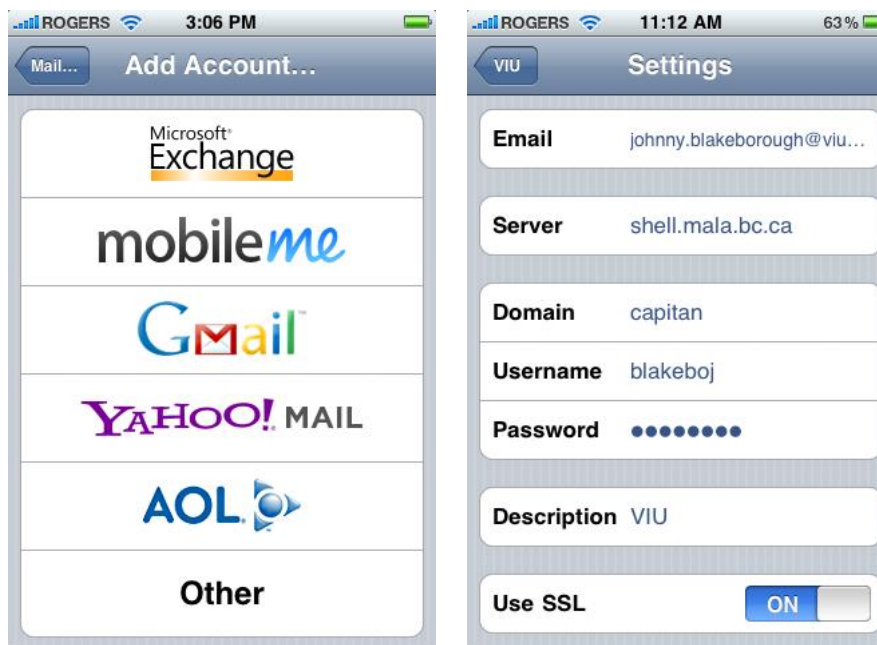 ROGERS 3:06 PM
Mail... Add Account...
Microsoft®
Exchange
mobileme
Gmail™
YAHOO! MAIL
AOL
Other
ROGERS 11:12 AM 63%
VIU Settings
Email johnny.blakeborough@viu...
Server shell.mala.bc.ca
Domain capitan
Username blakeboj
Password ●●●●●●●●
Description VIU
Use SSL ON